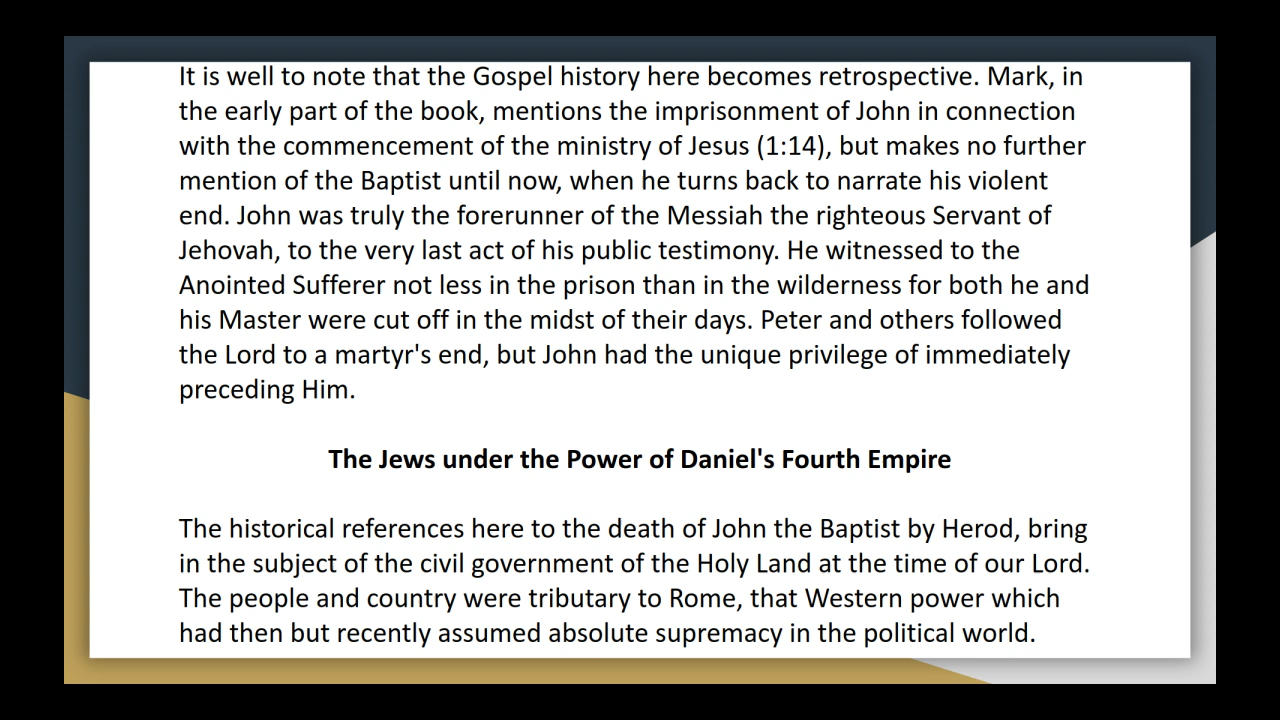 It is well to note that the Gospel history here becomes retrospective. Mark, in
the early part of the book, mentions the imprisonment of John in connection
with the commencement of the ministry of Jesus (1:14), but makes no further
mention of the Baptist until now, when he turns back to narrate his violent
end. John was truly the forerunner of the Messiah the righteous Servant of
Jehovah, to the very last act of his public testimony. He witnessed to the
Anointed Sufferer not less in the prison than in the wilderness for both he and
his Master were cut off in the midst of their days. Peter and others followed
the Lord to a martyr's end, but John had the unique privilege of immediately
preceding Him.
The Jews under the Power of Daniel's Fourth Empire
The historical references here to the death of John the Baptist by Herod, bring
in the subject of the civil government of the Holy Land at the time of our Lord.
The people and country were tributary to Rome, that Western power which
had then but recently assumed absolute supremacy in the political world.